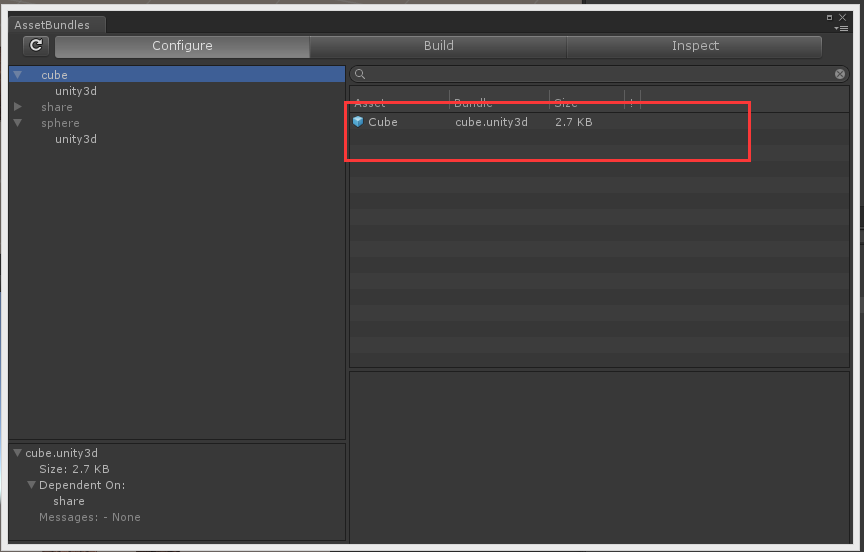 AssetBundles
Configure Build Inspect
cube
unity3d
share
sphere
unity3d
Asset Bundle Size !
Cube cube.unity3d 2.7 KB
cube.unity3d
Size: 2.7 KB
Dependent On:
share
Messages: - None